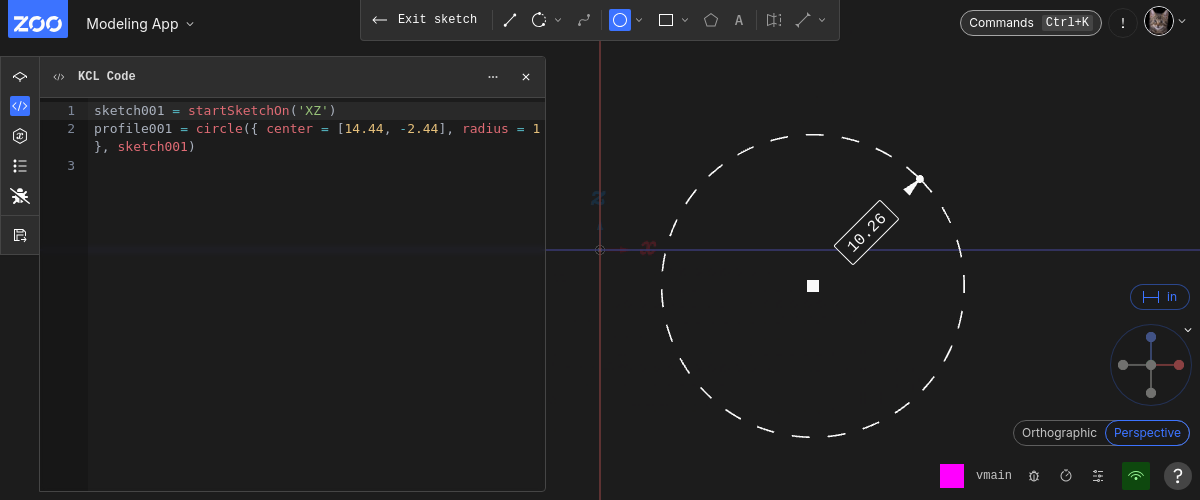 ZOO Modeling App
Exit sketch
A
Commands Ctrl+K
!
KCL Code
1 sketch001 = startSketchOn('XZ')
2 profile001 = circle({ center = [14.44, -2.44], radius = 1
}, sketch001)
3
z
x
10.26
in
Orthographic Perspective
vmain
?